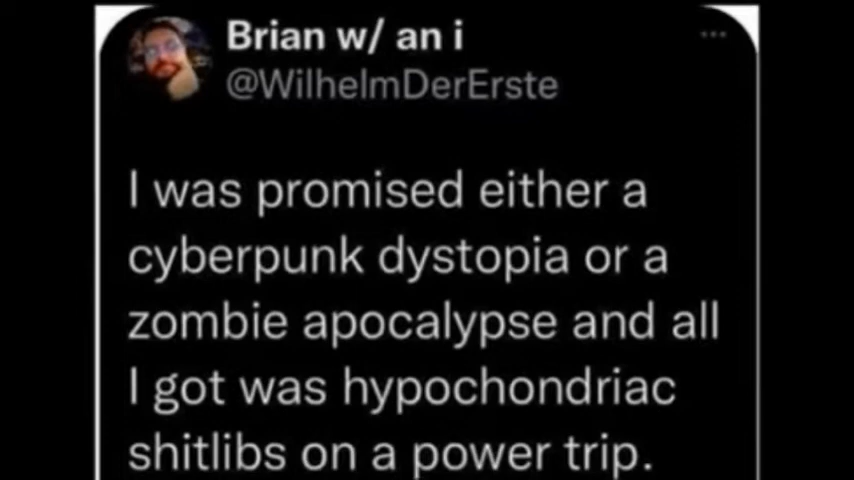 Brian w/ an i
@WilhelmDerErste
I was promised either a
cyberpunk dystopia or a
zombie apocalypse and all
I got was hypochondriac
shitlibs on a power trip.